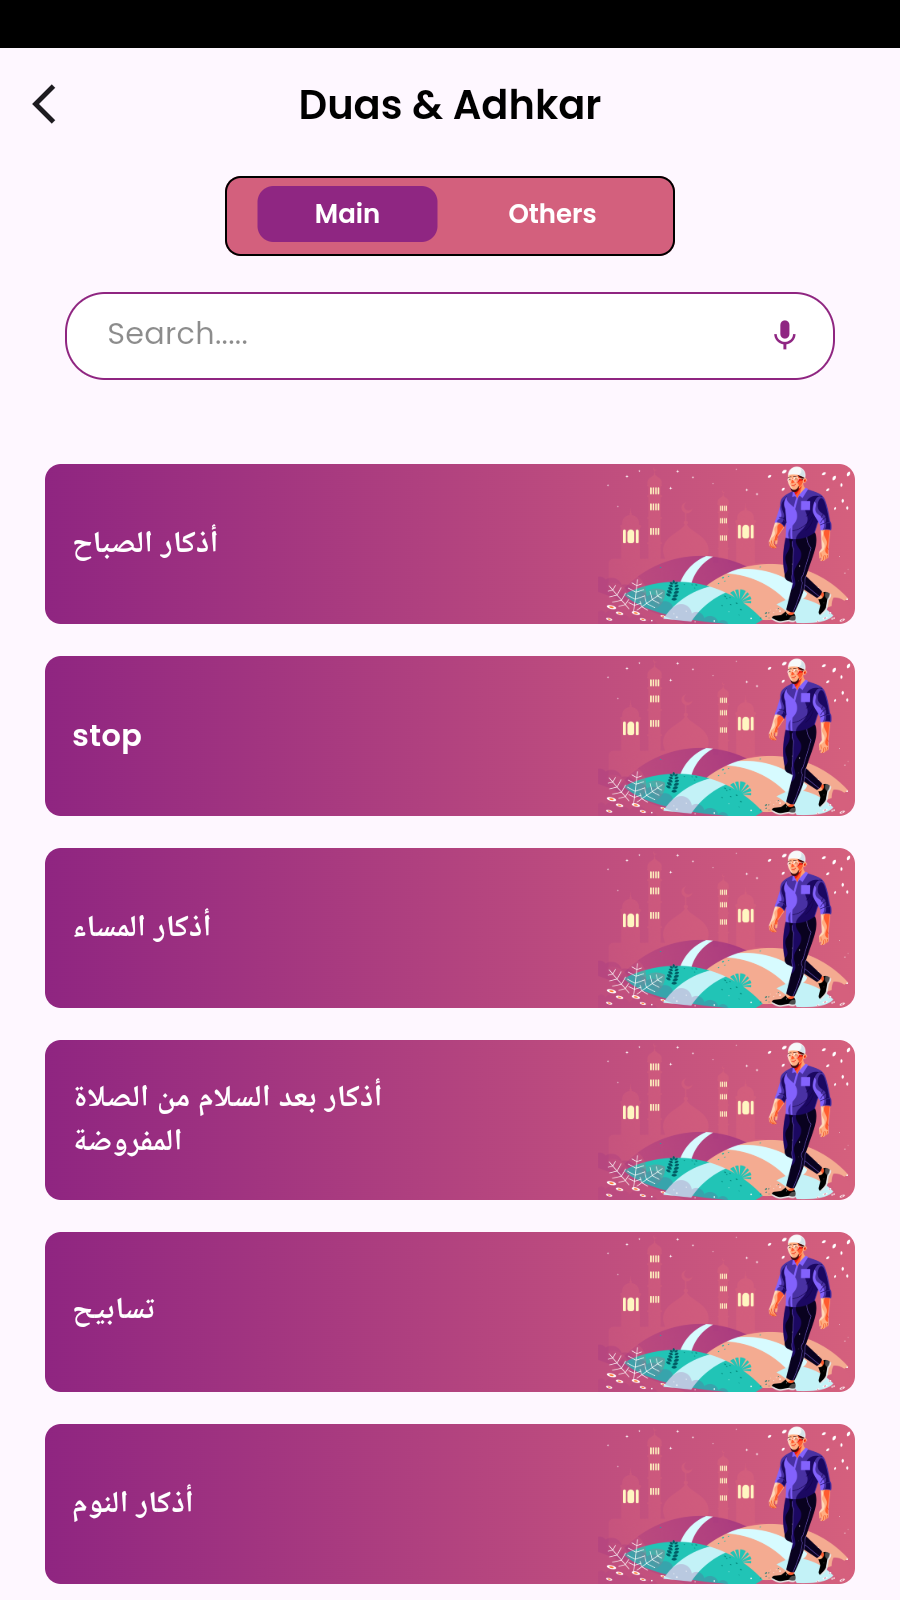 Duas & Adhkar
Main
Others
Search.....
أذكار الصباح
stop
أذكار المساء
أذكار بعد السلام من الصلاة
المفروضة
تسابيح
أذكار النوم